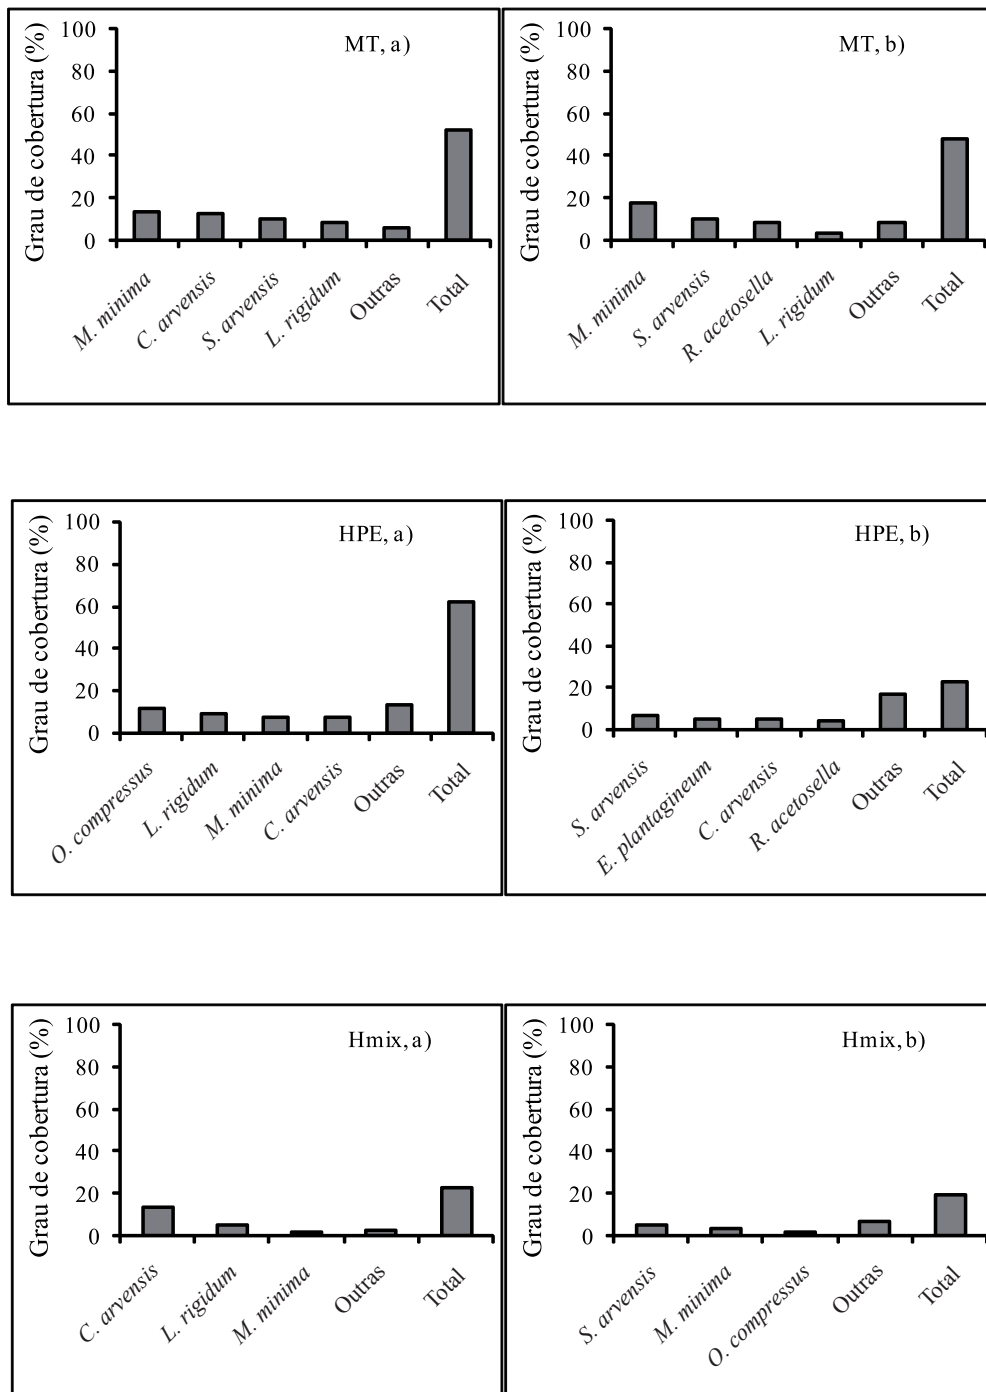 MT, a)
Grau de cobertura (%)
100
80
60
40
20
0
M. minima
C. arvensis
S. arvensis
L. rigidum
Outras
Total
MT, b)
Grau de cobertura (%)
100
80
60
40
20
0
M. minima
S. arvensis
R. acetosella
L. rigidum
Outras
Total
HPE, a)
Grau de cobertura (%)
100
80
60
40
20
0
O. compressus
L. rigidum
M. minima
C. arvensis
Outras
Total
HPE, b)
Grau de cobertura (%)
100
80
60
40
20
0
S. arvensis
E. plantagineum
C. arvensis
R. acetosella
Outras
Total
Hmix, a)
Grau de cobertura (%)
100
80
60
40
20
0
C. arvensis
L. rigidum
M. minima
Outras
Total
Hmix, b)
Grau de cobertura (%)
100
80
60
40
20
0
S. arvensis
M. minima
O. compressus
Outras
Total